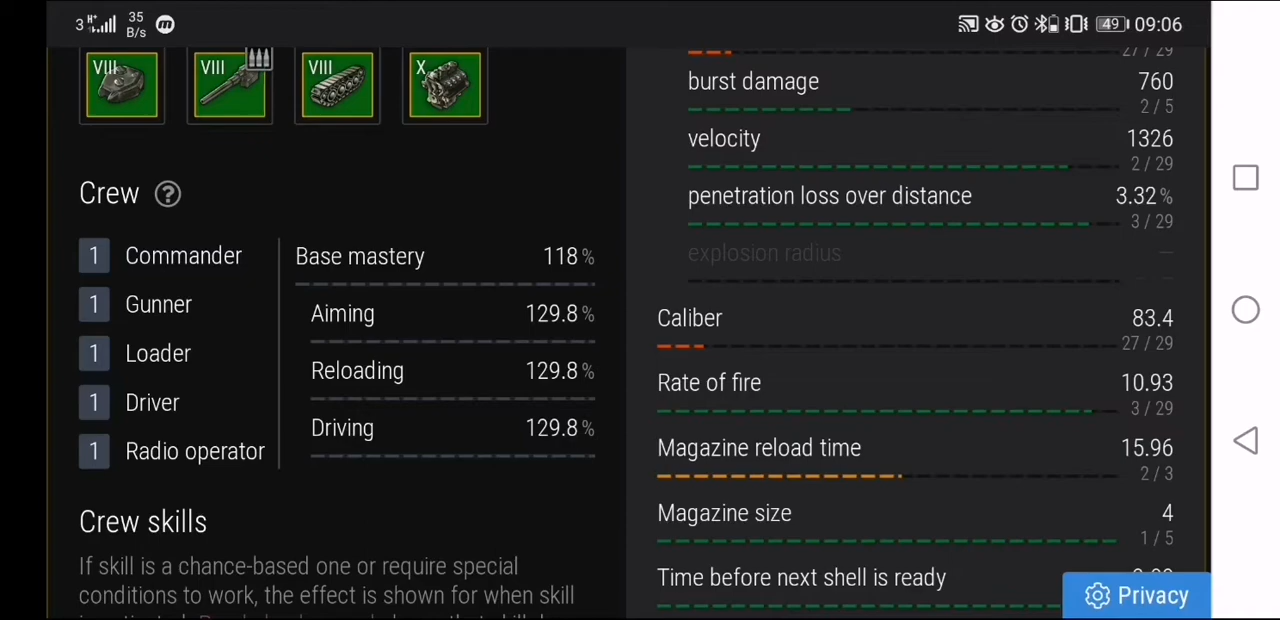 3 H+ 35 B/s 49 09:06
VIII VIII VIII X
Crew ?
1 Commander
1 Gunner
1 Loader
1 Driver
1 Radio operator
Base mastery 118 %
Aiming 129.8 %
Reloading 129.8 %
Driving 129.8 %
Crew skills
If skill is a chance-based one or require special
conditions to work, the effect is shown for when skill
27 / 29
burst damage 760
2 / 5
velocity 1326
2 / 29
penetration loss over distance 3.32 %
3 / 29
explosion radius —
Caliber 83.4
27 / 29
Rate of fire 10.93
3 / 29
Magazine reload time 15.96
2 / 3
Magazine size 4
1 / 5
Time before next shell is ready
Privacy